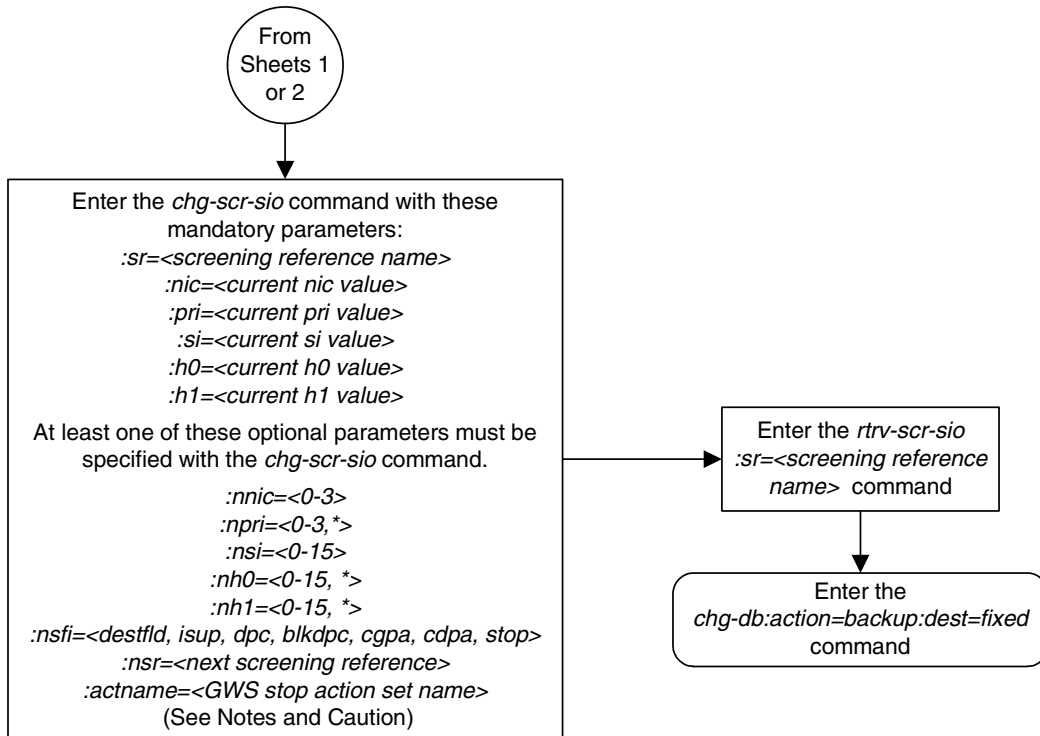 From
Sheets 1
or 2
Enter the chg-scr-sio command with these
mandatory parameters:
:sr=<screening reference name>
:nic=<current nic value>
:pri=<current pri value>
:si=<current si value>
:h0=<current h0 value>
:h1=<current h1 value>
At least one of these optional parameters must be
specified with the chg-scr-sio command.
:nnic=<0-3>
:npri=<0-3,*>
:nsi=<0-15>
:nh0=<0-15, *>
:nh1=<0-15, *>
:nsfi=<destfld, isup, dpc, blkdpc, cgpa, cdpa, stop>
:nsr=<next screening reference>
:actname=<GWS stop action set name>
(See Notes and Caution)
Enter the rtrv-scr-sio
:sr=<screening reference
name> command
Enter the
chg-db:action=backup:dest=fixed
command